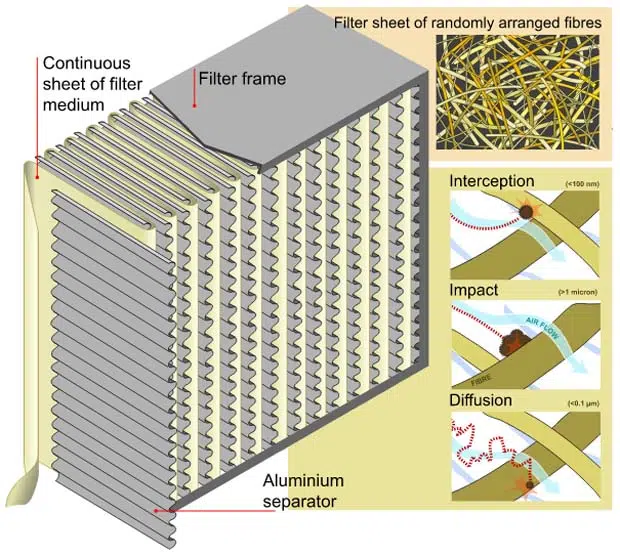 Filter sheet of randomly arranged fibres
Continuous
sheet of filter
medium
Filter frame
Interception (<100 nm)
Impact (>1 micron)
AIR FLOW
FIBRE
Diffusion (<0.1 µm)
Aluminium
separator